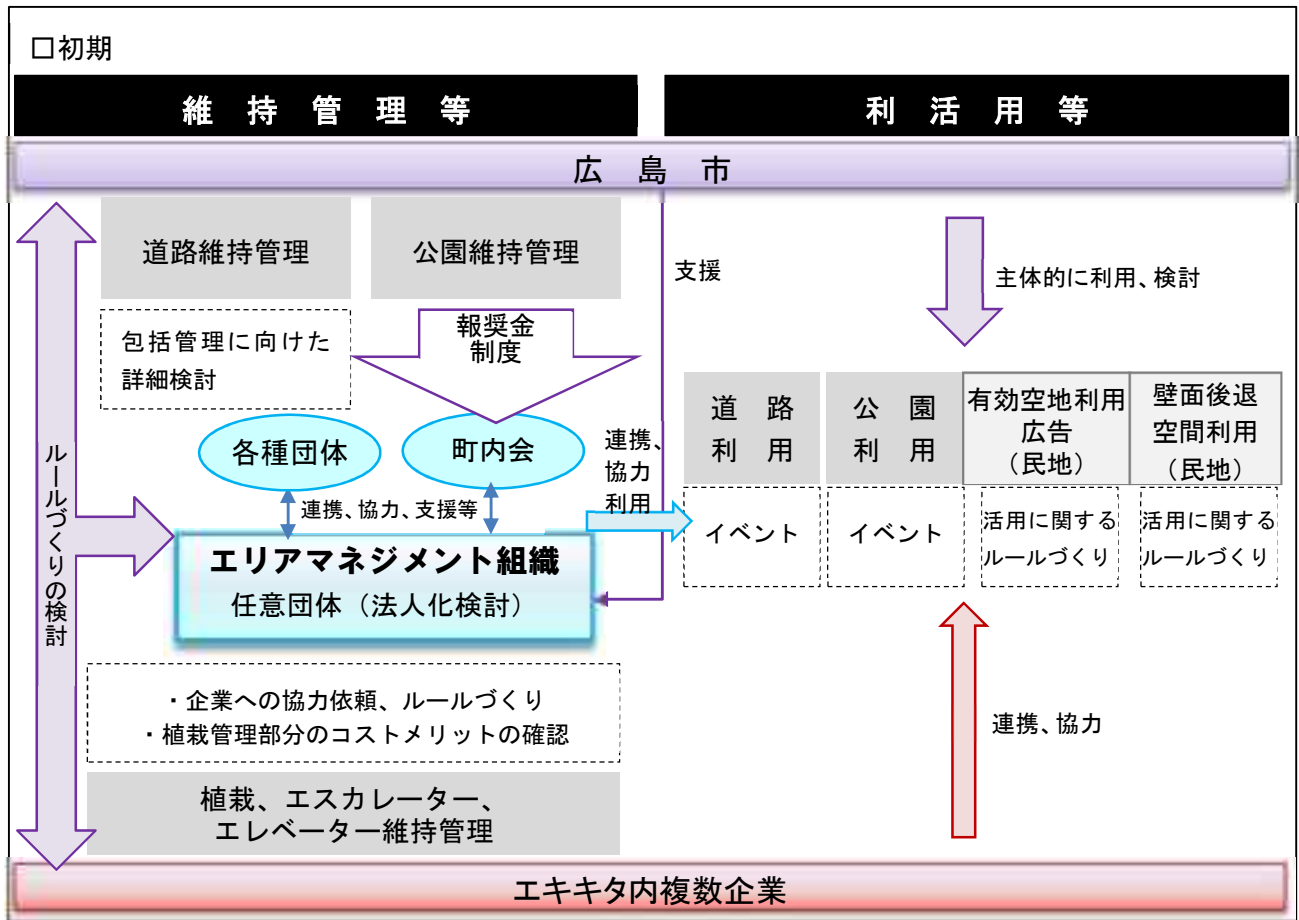 □初期
維持管理等
利活用等
広島市
道路維持管理
公園維持管理
支援
主体的に利用、検討
包括管理に向けた
詳細検討
報奨金
制度
ルールづくりの検討
各種団体
町内会
連携、
協力
利用
連携、協力、支援等
エリアマネジメント組織
任意団体(法人化検討)
道路
利用
公園
利用
有効空地利用
広告
(民地)
壁面後退
空間利用
(民地)
イベント
イベント
活用に関する
ルールづくり
活用に関する
ルールづくり
・企業への協力依頼、ルールづくり
・植栽管理部分のコストメリットの確認
連携、協力
植栽、エスカレーター、
エレベーター維持管理
エキキタ内複数企業